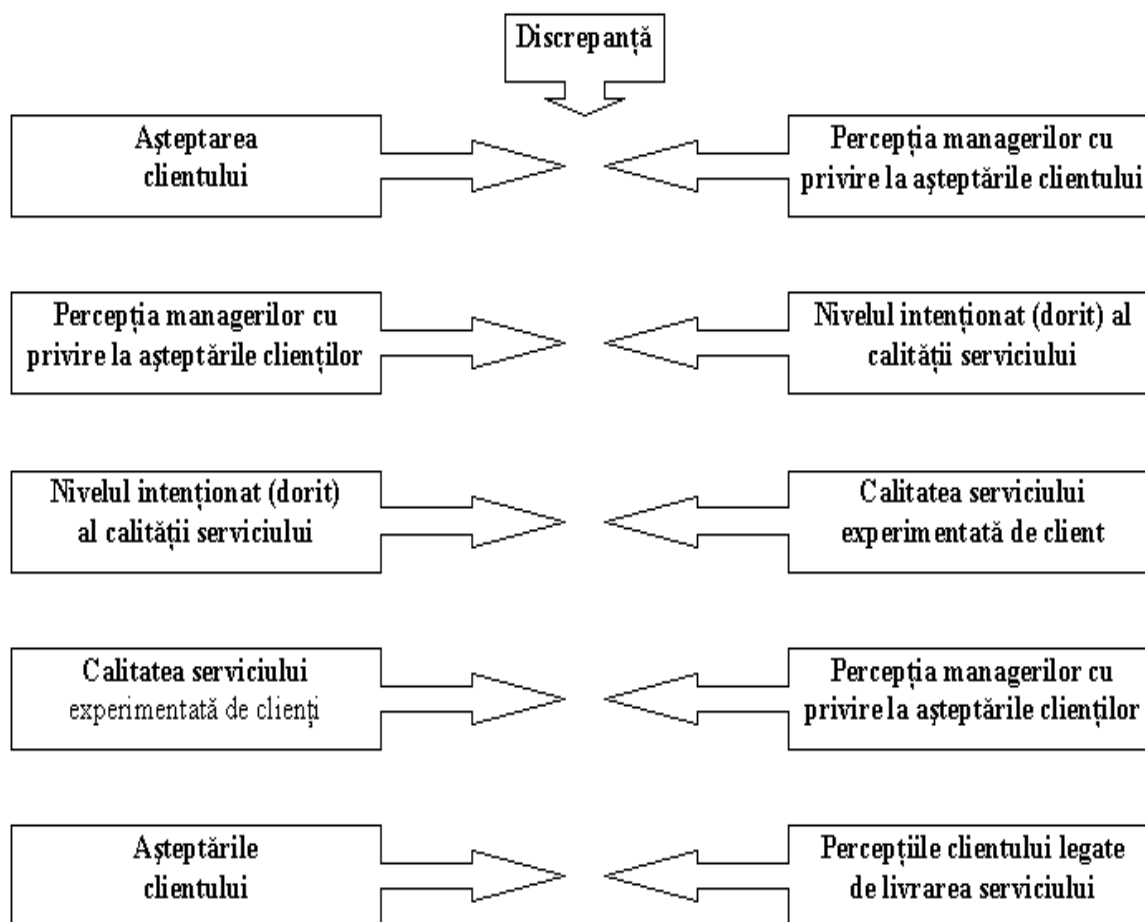 Discrepanță
Așteptarea
clientului
Percepția managerilor cu
privire la așteptările clientului
Percepția managerilor cu
privire la așteptările clienților
Nivelul intenționat (dorit) al
calității serviciului
Nivelul intenționat (dorit)
al calității serviciului
Calitatea serviciului
experimentată de client
Calitatea serviciului
experimentată de clienți
Percepția managerilor cu
privire la așteptările clienților
Așteptările
clientului
Percepțiile clientului legate
de livrarea serviciului